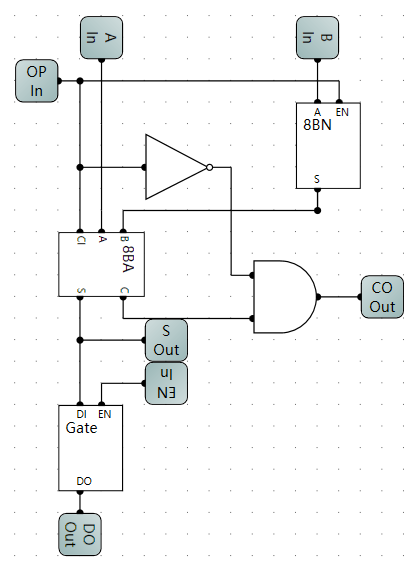 A
In
B
In
OP
In
A EN
8BN
S
CI A B
8BA
S C
CO
Out
S
Out
EN
In
DI EN
Gate
DO
DO
Out